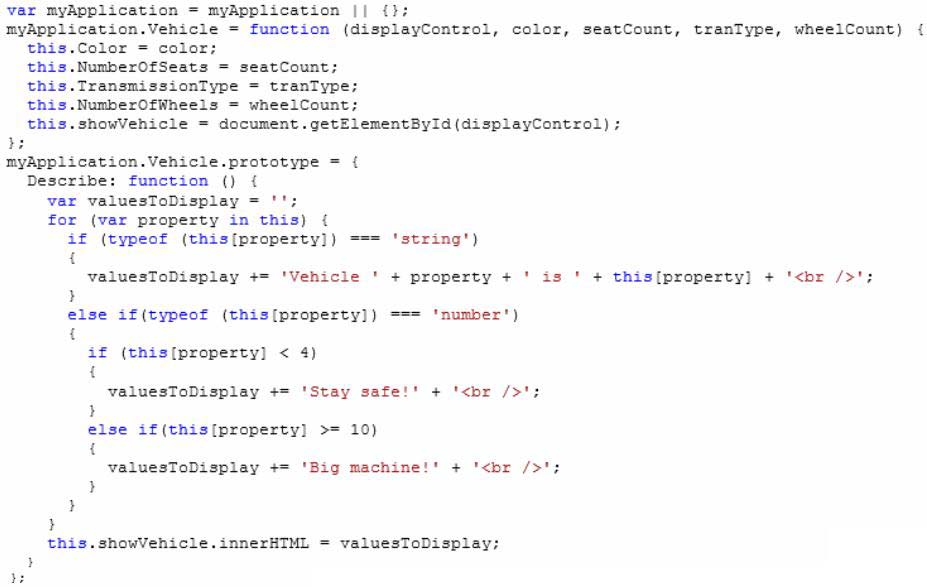 var myApplication = myApplication || {};
myApplication.Vehicle = function (displayControl, color, seatCount, tranType, wheelCount) {
  this.Color = color;
  this.NumberOfSeats = seatCount;
  this.TransmissionType = tranType;
  this.NumberOfWheels = wheelCount;
  this.showVehicle = document.getElementById(displayControl);
};
myApplication.Vehicle.prototype = {
  Describe: function () {
    var valuesToDisplay = '';
    for (var property in this) {
      if (typeof (this[property]) === 'string')
      {
        valuesToDisplay += 'Vehicle ' + property + ' is ' + this[property] + '<br />';
      }
      else if(typeof (this[property]) === 'number')
      {
        if (this[property] < 4)
        {
          valuesToDisplay += 'Stay safe!' + '<br />';
        }
        else if(this[property] >= 10)
        {
          valuesToDisplay += 'Big machine!' + '<br />';
        }
      }
    }
    this.showVehicle.innerHTML = valuesToDisplay;
  }
};